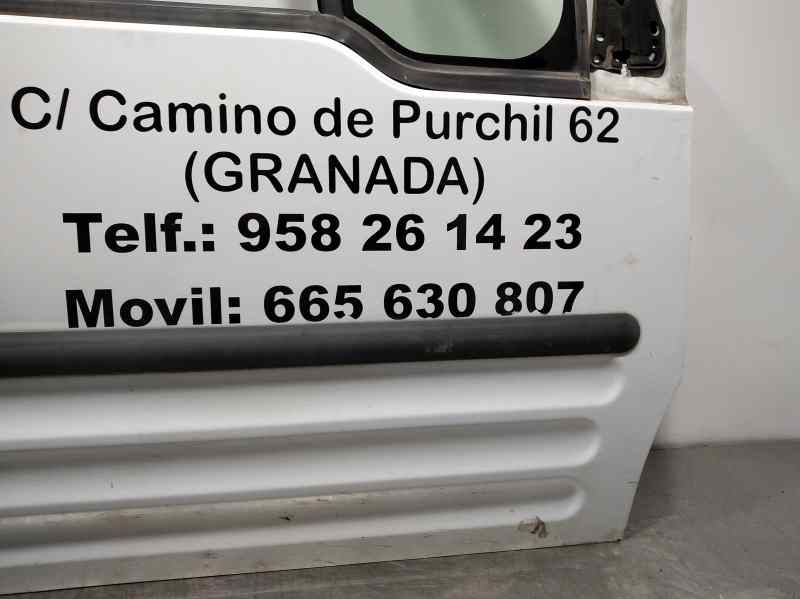 C/ Camino de Purchil 62
(GRANADA)
Telf.: 958 26 14 23
Movil: 665 630 807